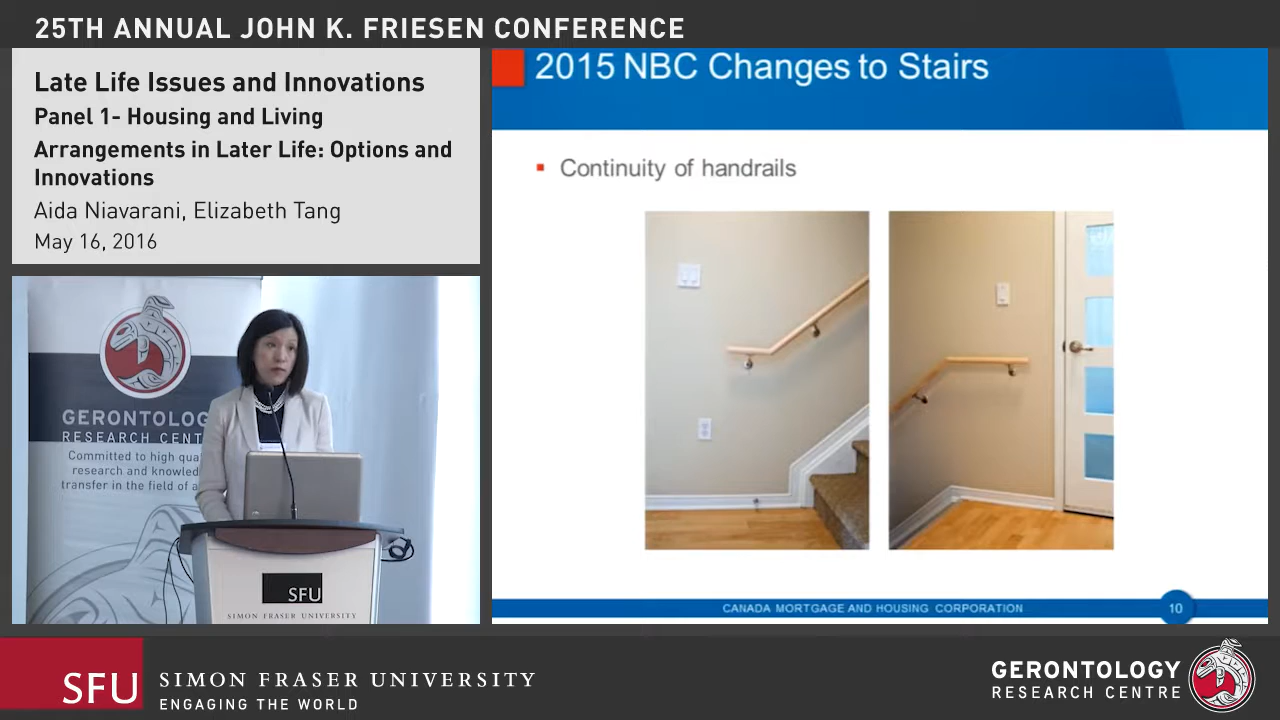 25TH ANNUAL JOHN K. FRIESEN CONFERENCE
Late Life Issues and Innovations
Panel 1- Housing and Living
Arrangements in Later Life: Options and
Innovations
Aida Niavarani, Elizabeth Tang
May 16, 2016
2015 NBC Changes to Stairs
Continuity of handrails
CANADA MORTGAGE AND HOUSING CORPORATION
10
GERONTOLOG
RESEARCH CENT
Committed to high qua
research and knowled
transfer in the field of a
SFU
SIMON FRASER UNIVERSITY
SFU
SIMON FRASER UNIVERSITY
ENGAGING THE WORLD
GERONTOLOGY
RESEARCH CENTRE